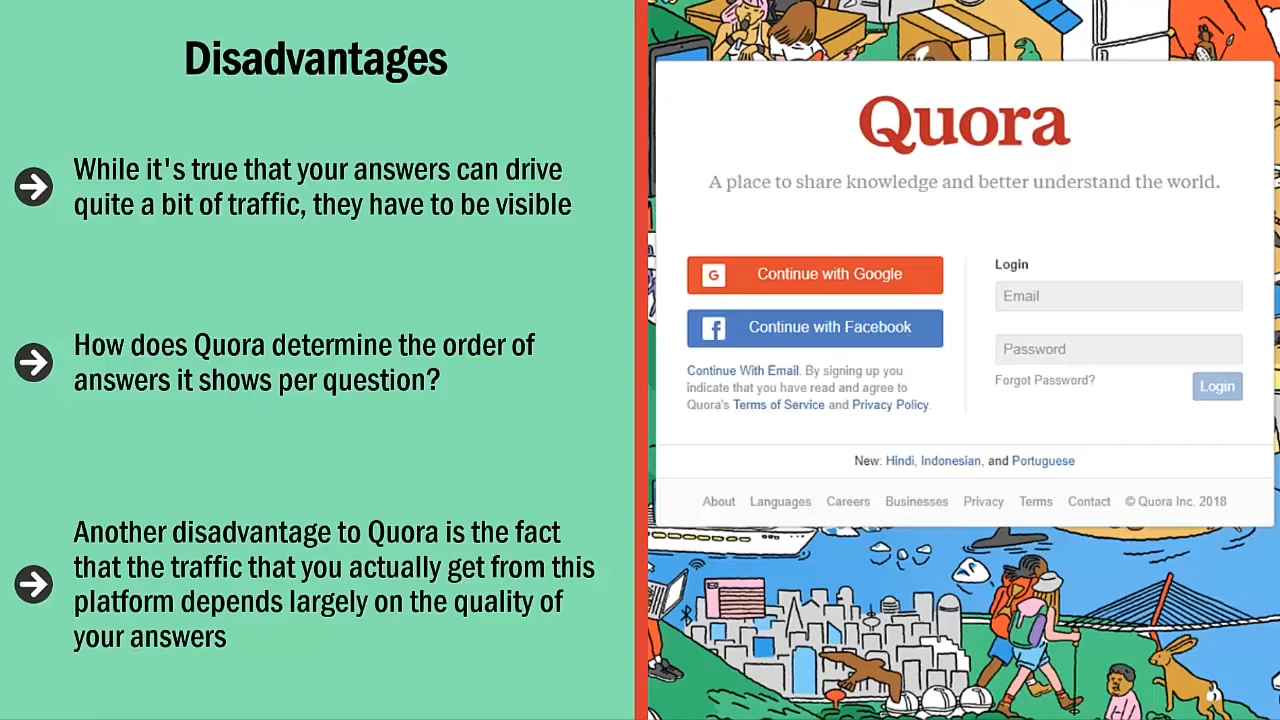 Disadvantages
While it's true that your answers can drive
quite a bit of traffic, they have to be visible
How does Quora determine the order of
answers it shows per question?
Another disadvantage to Quora is the fact
that the traffic that you actually get from this
platform depends largely on the quality of
your answers
Quora
A place to share knowledge and better understand the world.
G Continue with Google
f Continue with Facebook
Continue With Email. By signing up you
indicate that you have read and agree to
Quora's Terms of Service and Privacy Policy.
Login
Email
Password
Forgot Password?
Login
New: Hindi, Indonesian, and Portuguese
About Languages Careers Businesses Privacy Terms Contact © Quora Inc. 2018